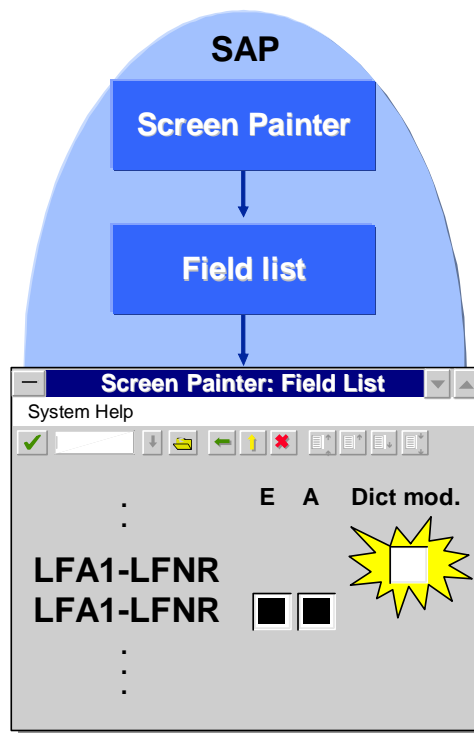 SAP
Screen Painter
Field list
Screen Painter: Field List
System Help
E A Dict mod.
.
.
LFA1-LFNR
LFA1-LFNR
.
.
.